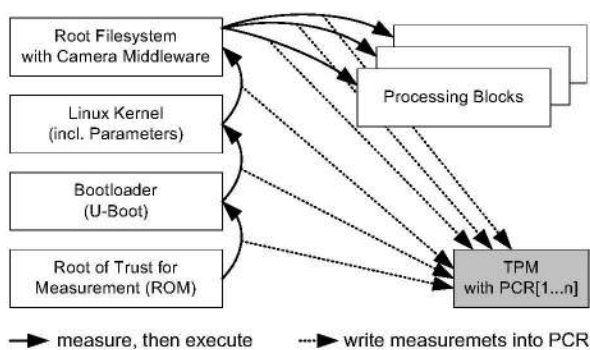 Root Filesystem
with Camera Middleware
Processing Blocks
Linux Kernel
(incl. Parameters)
Bootloader
(U-Boot)
Root of Trust for
Measurement (ROM)
TPM
with PCR[1...n]
measure, then execute
write measuremets into PCR